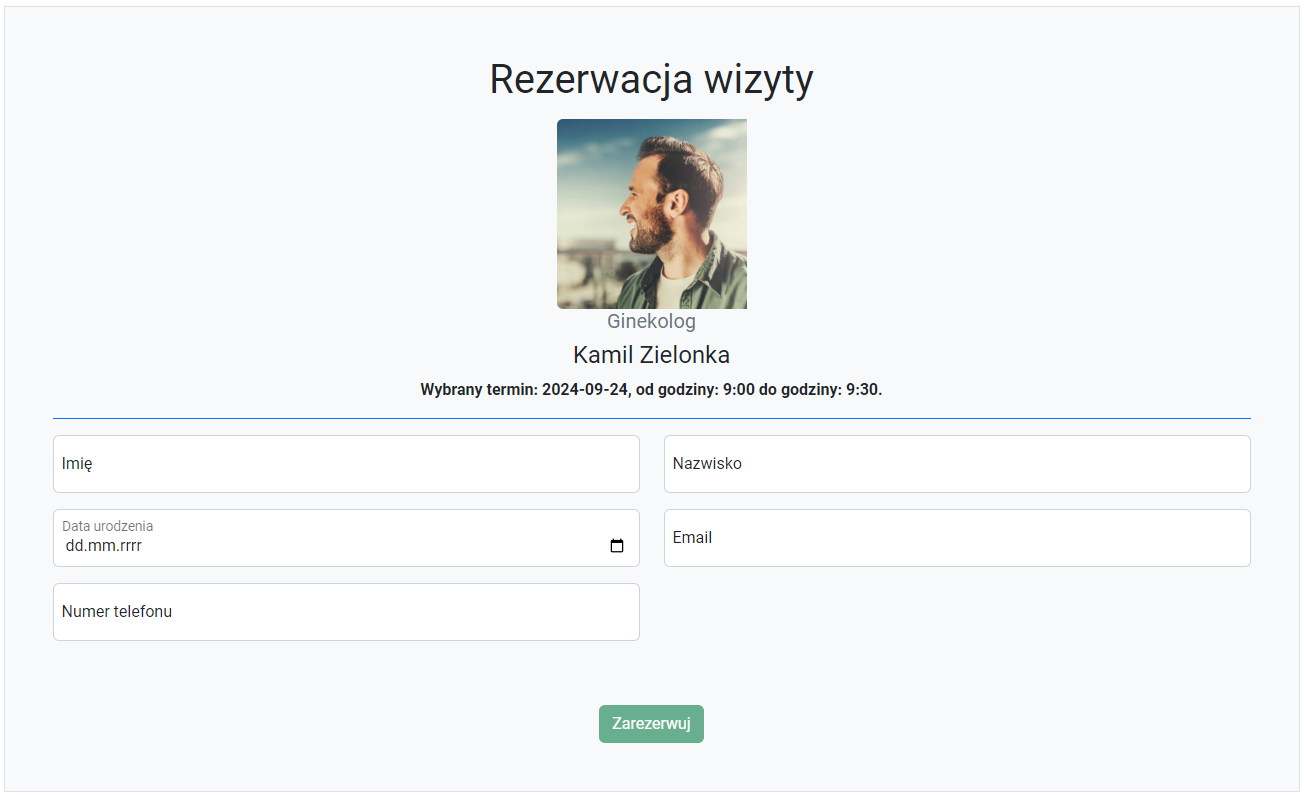 Rezerwacja wizyty
Ginekolog
Kamil Zielonka
Wybrany termin: 2024-09-24, od godziny: 9:00 do godziny: 9:30.
Imię
Nazwisko
Data urodzenia
dd.mm.rrrr
Email
Numer telefonu
Zarezerwuj